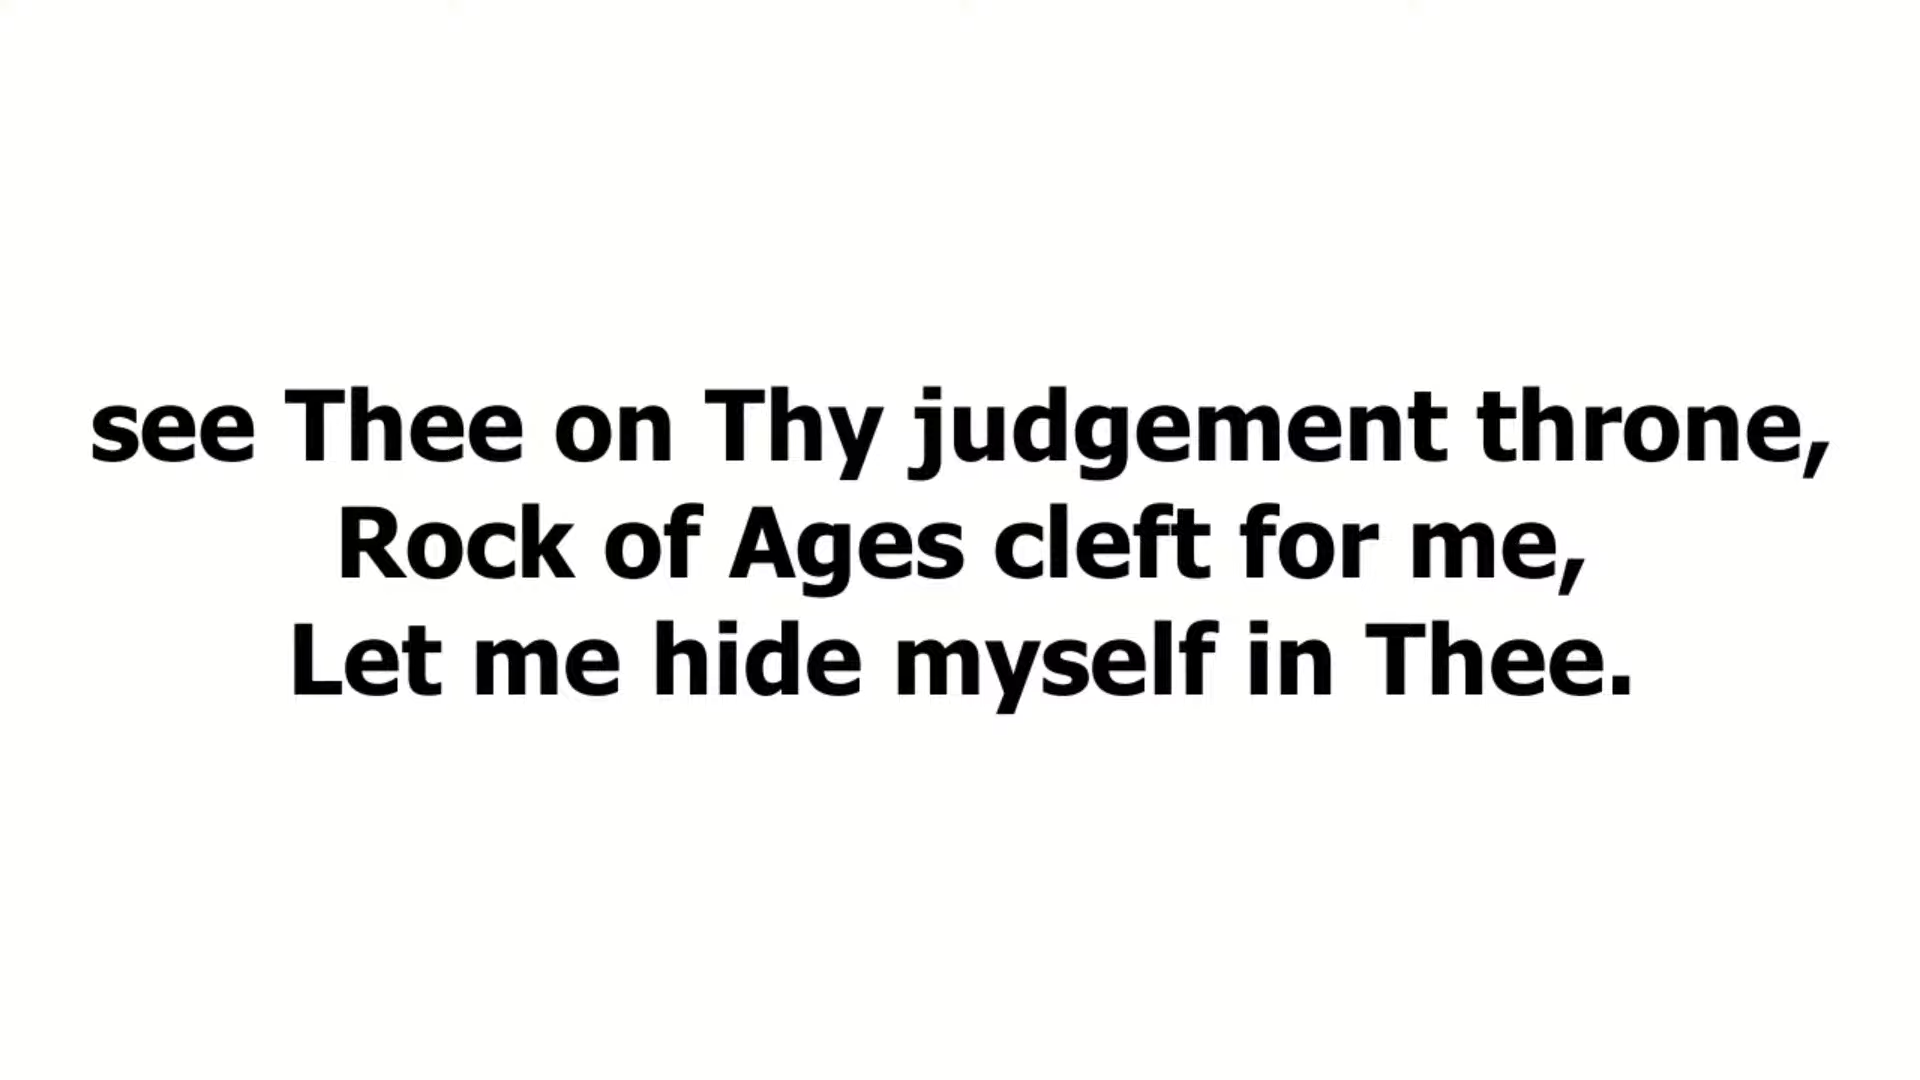 see Thee on Thy judgement throne,
Rock of Ages cleft for me,
Let me hide myself in Thee.